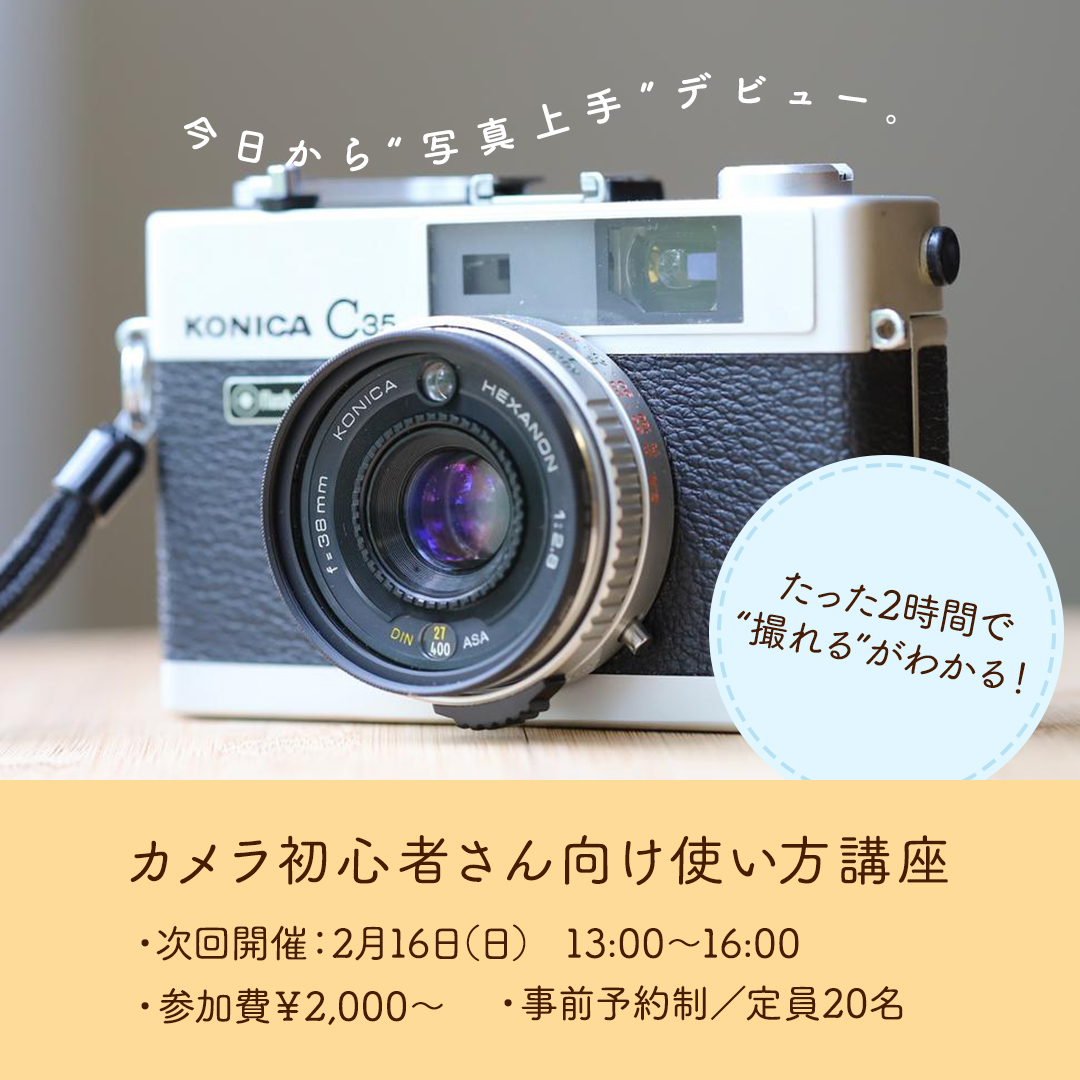 今日から“写真上手”デビュー。
KONICA C35
KONICA
HEXANON
f=38mm
1:2.8
DIN 27 400 ASA
たった2時間で
“撮れる”がわかる!
カメラ初心者さん向け使い方講座
・次回開催：2月16日(日) 13:00〜16:00
・参加費￥2,000〜 ・事前予約制／定員20名